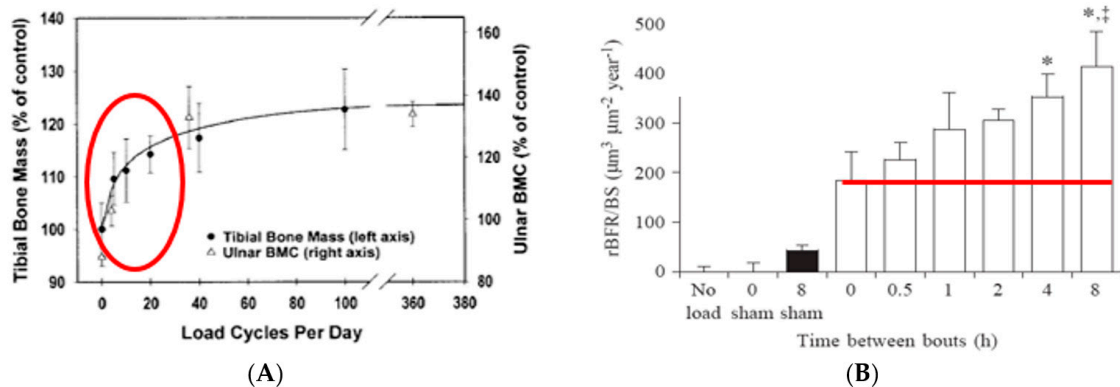 Tibial Bone Mass (% of control)
130
120
110
100
90
160
140
120
100
80
Ulnar BMC (% of control)
● Tibial Bone Mass (left axis)
△ Ulnar BMC (right axis)
0 20 40 60 80 100 360 380
Load Cycles Per Day
(A)
rBFR/BS (μm³ μm⁻² year⁻¹)
500
400
300
200
100
0
*
*,‡
No 0 8 0 0.5 1 2 4 8
load sham sham
Time between bouts (h)
(B)